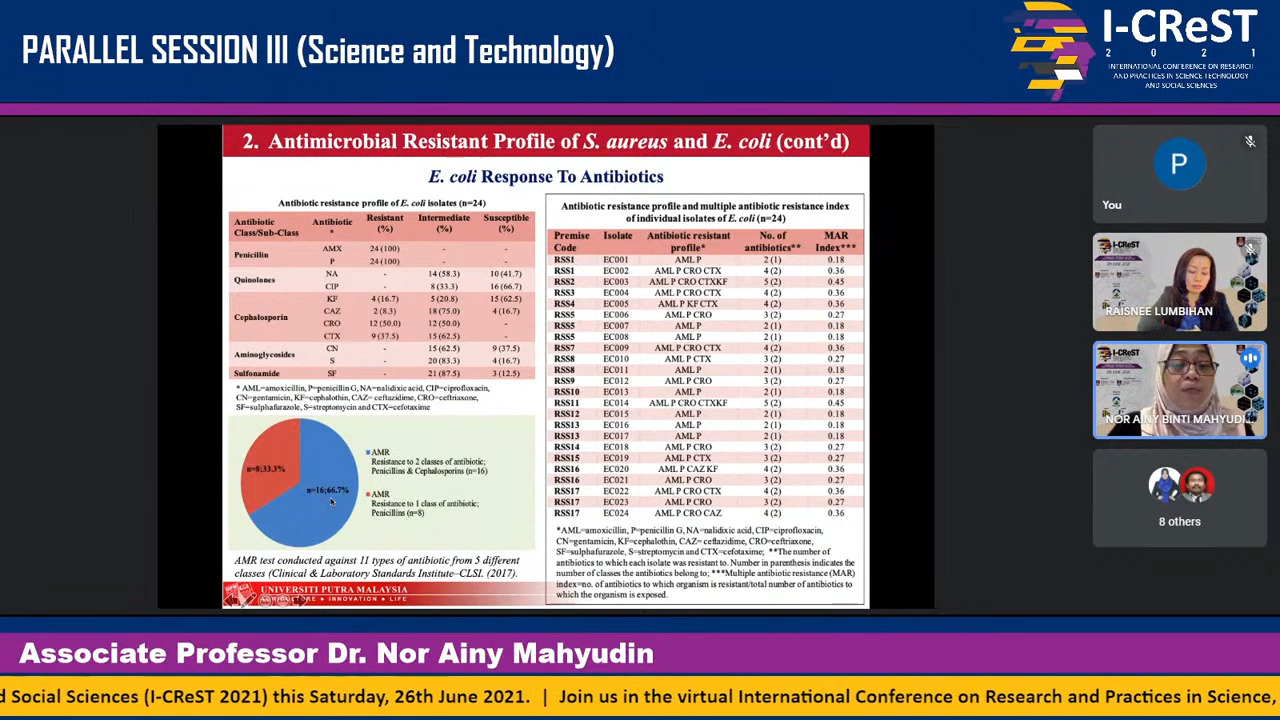 PARALLEL SESSION III (Science and Technology)
I-CReST
2 0 2 1
INTERNATIONAL CONFERENCE ON RESEARCH
AND PRACTICES IN SCIENCE TECHNOLOGY
AND SOCIAL SCIENCES
2. Antimicrobial Resistant Profile of S. aureus and E. coli (cont'd)
E. coli Response To Antibiotics
Antibiotic resistance profile of E. coli isolates (n=24)
Antibiotic Class/Sub-Class Antibiotic * Resistant (%) Intermediate (%) Susceptible (%)
Penicillin AMX 24 (100) - -
P 24 (100) - -
Quinolones NA - 14 (58.3) 10 (41.7)
CIP - 8 (33.3) 16 (66.7)
Cephalosporin KF 4 (16.7) 5 (20.8) 15 (62.5)
CAZ 2 (8.3) 18 (75.0) 4 (16.7)
CRO 12 (50.0) 12 (50.0) -
CTX 9 (37.5) 15 (62.5) -
Aminoglycosides CN - 15 (62.5) 9 (37.5)
S - 20 (83.3) 4 (16.7)
Sulfonamide SF - 21 (87.5) 3 (12.5)
* AML=amoxicillin, P=penicillin G, NA=nalidixic acid, CIP=ciprofloxacin,
CN=gentamicin, KF=cephalothin, CAZ= ceftazidime, CRO=ceftriaxone,
SF=sulphafurazole, S=streptomycin and CTX=cefotaxime
n=8;33.3%
n=16;66.7%
AMR
Resistance to 2 classes of antibiotic;
Penicillins & Cephalosporins (n=16)
AMR
Resistance to 1 class of antibiotic;
Penicillins (n=8)
AMR test conducted against 11 types of antibiotic from 5 different
classes (Clinical & Laboratory Standards Institute–CLSI. (2017).
UNIVERSITI PUTRA MALAYSIA
AGRICULTURE • INNOVATION • LIFE
Antibiotic resistance profile and multiple antibiotic resistance index
of individual isolates of E. coli (n=24)
Premise Code Isolate Antibiotic resistant profile* No. of antibiotics** MAR Index***
RSS1 EC001 AML P 2 (1) 0.18
RSS1 EC002 AML P CRO CTX 4 (2) 0.36
RSS2 EC003 AML P CRO CTXKF 5 (2) 0.45
RSS3 EC004 AML P CRO CTX 4 (2) 0.36
RSS4 EC005 AML P KF CTX 4 (2) 0.36
RSS5 EC006 AML P CRO 3 (2) 0.27
RSS5 EC007 AML P 2 (1) 0.18
RSS5 EC008 AML P 2 (1) 0.18
RSS7 EC009 AML P CRO CTX 4 (2) 0.36
RSS8 EC010 AML P CTX 3 (2) 0.27
RSS8 EC011 AML P 2 (1) 0.18
RSS9 EC012 AML P CRO 3 (2) 0.27
RSS10 EC013 AML P 2 (1) 0.18
RSS11 EC014 AML P CRO CTXKF 5 (2) 0.45
RSS12 EC015 AML P 2 (1) 0.18
RSS13 EC016 AML P 2 (1) 0.18
RSS13 EC017 AML P 2 (1) 0.18
RSS14 EC018 AML P CRO 3 (2) 0.27
RSS15 EC019 AML P CTX 3 (2) 0.27
RSS16 EC020 AML P CAZ KF 4 (2) 0.36
RSS16 EC021 AML P CRO 3 (2) 0.27
RSS17 EC022 AML P CRO CTX 4 (2) 0.36
RSS17 EC023 AML P CRO 3 (2) 0.27
RSS17 EC024 AML P CRO CAZ 4 (2) 0.36
*AML=amoxicillin, P=penicillin G, NA=nalidixic acid, CIP=ciprofloxacin,
CN=gentamicin, KF=cephalothin, CAZ= ceftazidime, CRO=ceftriaxone,
SF=sulphafurazole, S=streptomycin and CTX=cefotaxime; **The number of
antibiotics to which each isolate was resistant to. Number in parenthesis indicates the
number of classes the antibiotics belong to; ***Multiple antibiotic resistance (MAR)
index=no. of antibiotics to which organism is resistant/total number of antibiotics to
which the organism is exposed.
P
You
I-CReST
RAISNEE LUMBIHAN
I-CReST
NOR AINY BINTI MAHYUDI...
8 others
Associate Professor Dr. Nor Ainy Mahyudin
d Social Sciences (I-CReST 2021) this Saturday, 26th June 2021. | Join us in the virtual International Conference on Research and Practices in Science,